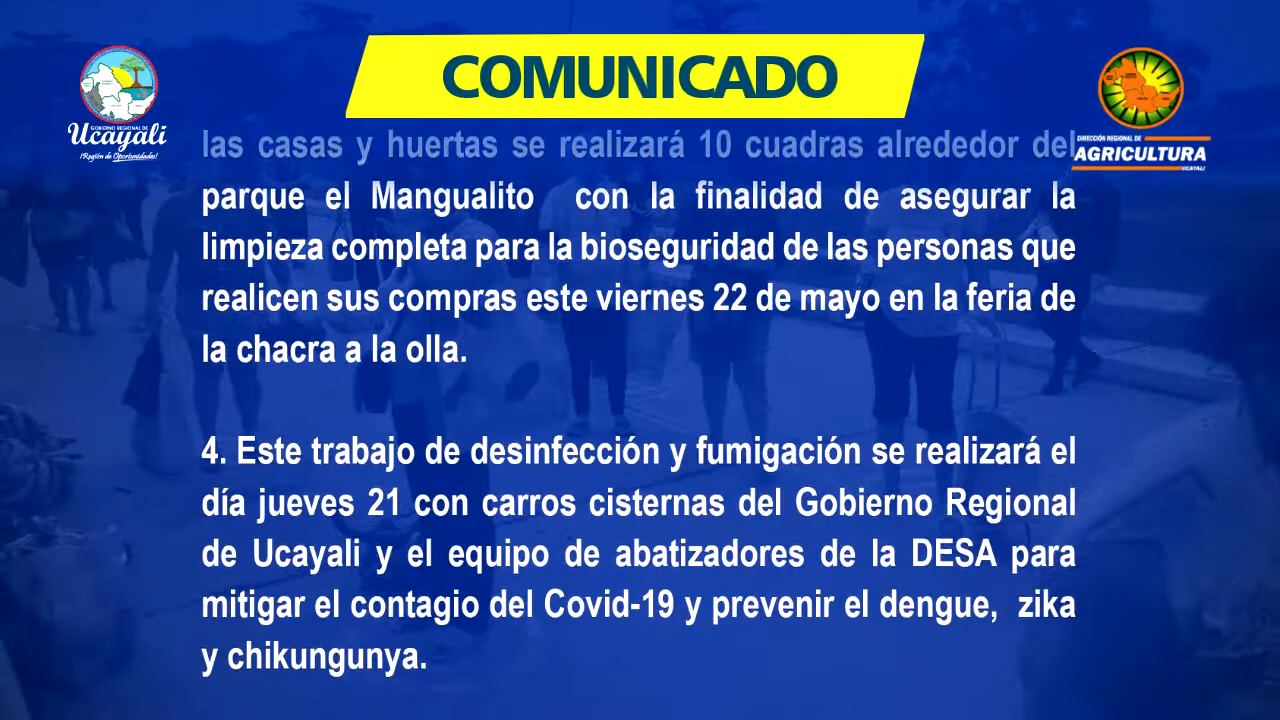 COMUNICADO
GOBIERNO REGIONAL DE
Ucayali
¡Región de Oportunidades!
DIRECCIÓN REGIONAL DE
AGRICULTURA
UCAYALI
las casas y huertas se realizará 10 cuadras alrededor del
parque el Mangualito con la finalidad de asegurar la
limpieza completa para la bioseguridad de las personas que
realicen sus compras este viernes 22 de mayo en la feria de
la chacra a la olla.
4. Este trabajo de desinfección y fumigación se realizará el
día jueves 21 con carros cisternas del Gobierno Regional
de Ucayali y el equipo de abatizadores de la DESA para
mitigar el contagio del Covid-19 y prevenir el dengue, zika
y chikungunya.